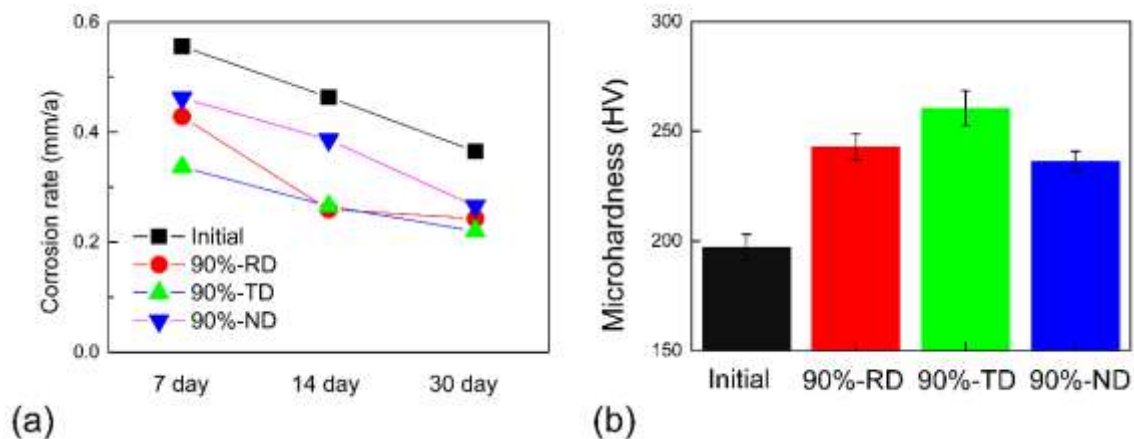 0.6
0.4
0.2
0.0
Corrosion rate (mm/a)
Initial
90%-RD
90%-TD
90%-ND
7 day
14 day
30 day
(a)
300
250
200
150
Microhardness (HV)
Initial
90%-RD
90%-TD
90%-ND
(b)